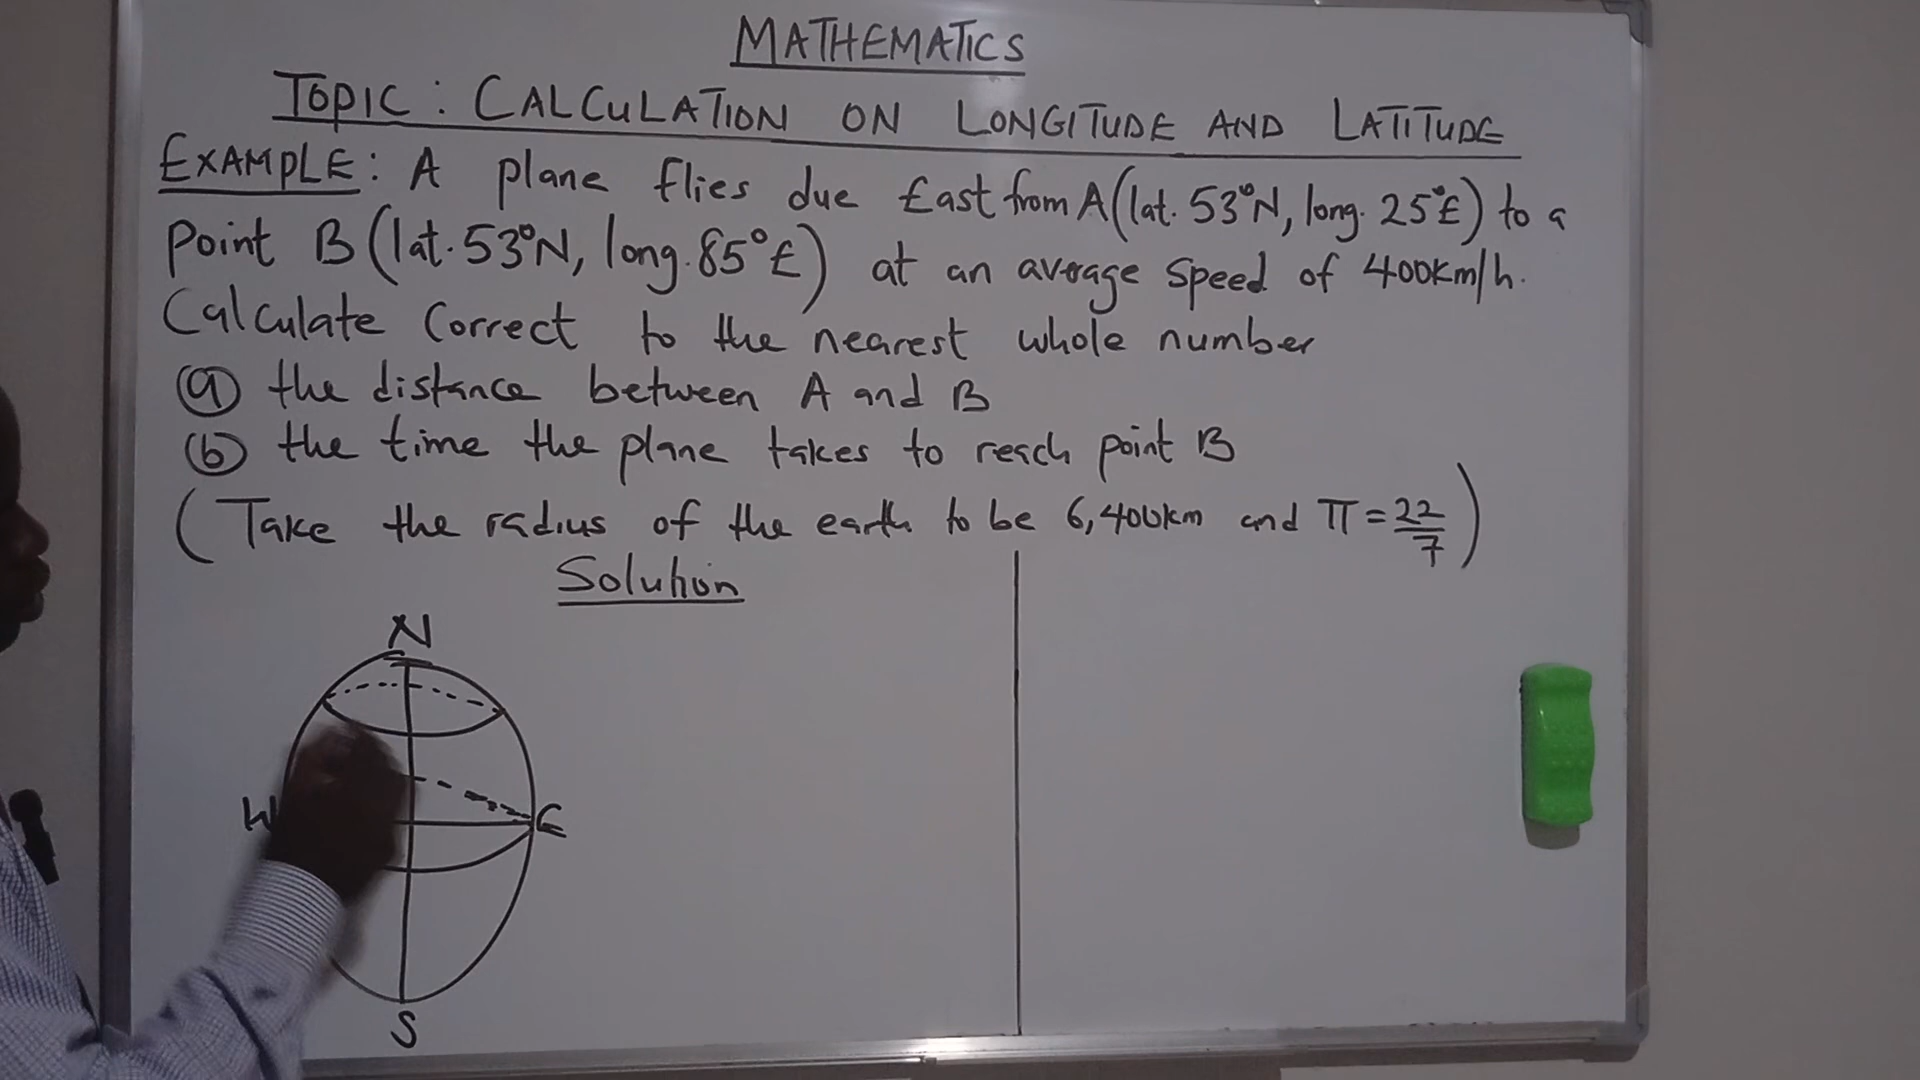 MATHEMATICS
TOPIC: CALCULATION ON LONGITUDE AND LATITUDE
EXAMPLE: A plane flies due East from A(lat. 53°N, long. 25°E) to a
point B (lat. 53°N, long. 85°E) at an average speed of 400km/h.
Calculate correct to the nearest whole number
(a) the distance between A and B
(b) the time the plane takes to reach point B
(Take the radius of the earth to be 6,400km and π = 22/7)
Solution
N
W
E
S